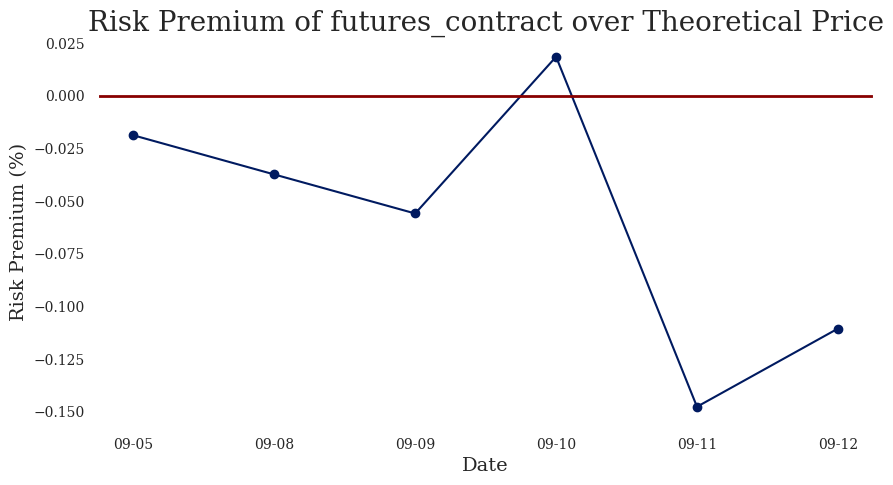 Risk Premium of futures_contract over Theoretical Price
0.025
0.000
−0.025
−0.050
−0.075
−0.100
−0.125
−0.150
Risk Premium (%)
09-05 09-08 09-09 09-10 09-11 09-12
Date